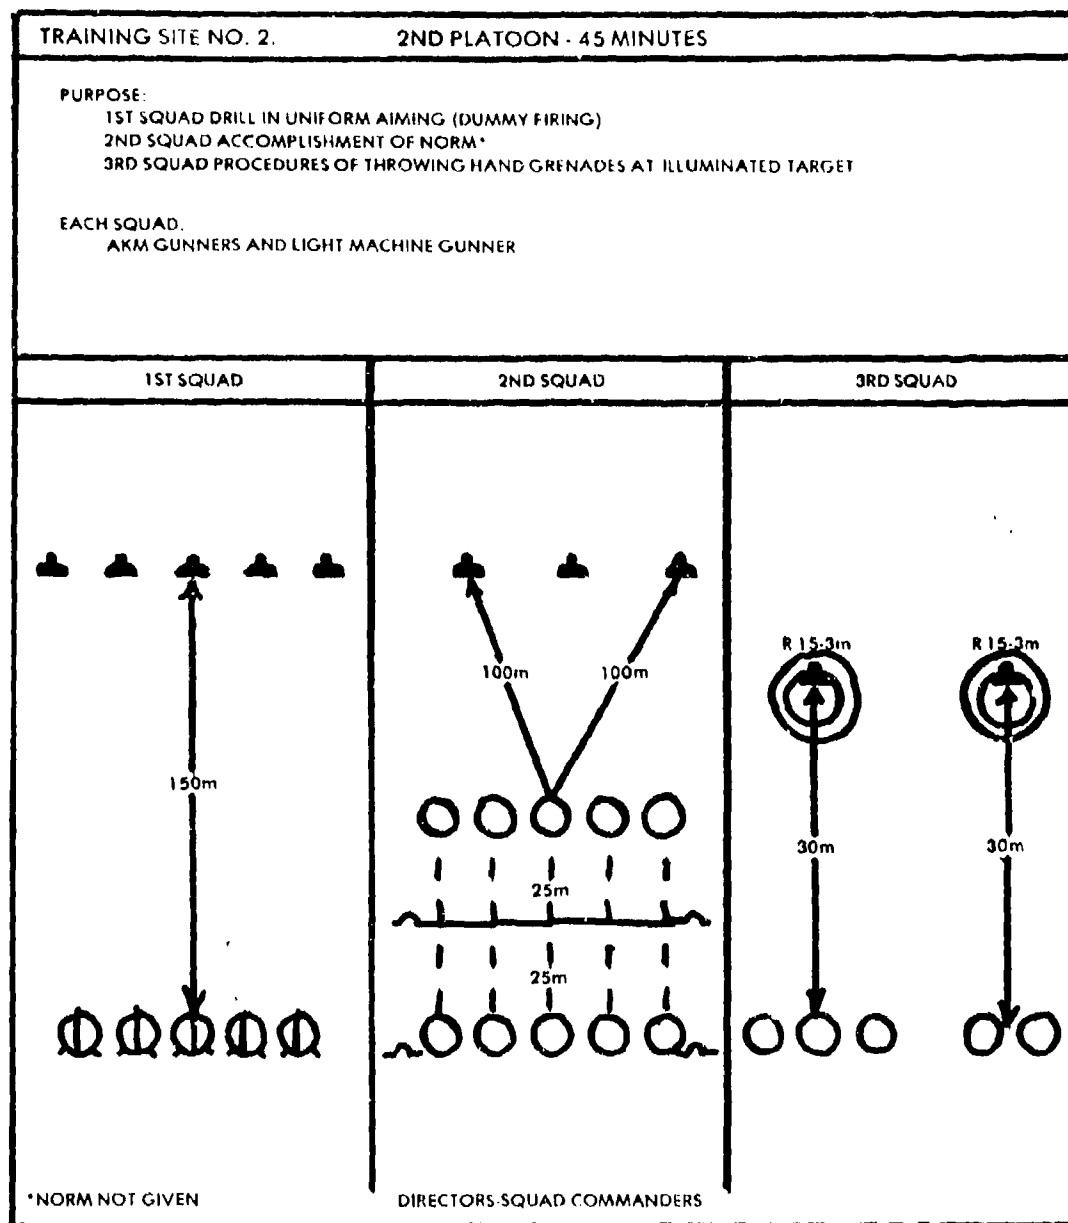 TRAINING SITE NO. 2. 2ND PLATOON - 45 MINUTES
PURPOSE:
1ST SQUAD DRILL IN UNIFORM AIMING (DUMMY FIRING)
2ND SQUAD ACCOMPLISHMENT OF NORM*
3RD SQUAD PROCEDURES OF THROWING HAND GRENADES AT ILLUMINATED TARGET
EACH SQUAD.
AKM GUNNERS AND LIGHT MACHINE GUNNER
1ST SQUAD 2ND SQUAD 3RD SQUAD
R 15-3m R 15-3m
100m 100m
150m
30m 30m
25m
25m
*NORM NOT GIVEN DIRECTORS-SQUAD COMMANDERS